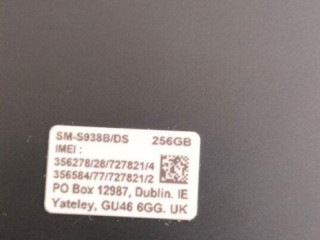 SM-S938B/DS 256GB
IMEI :
356278/28/727821/4
356584/77/727821/2
PO Box 12987, Dublin. IE
Yateley, GU46 6GG. UK